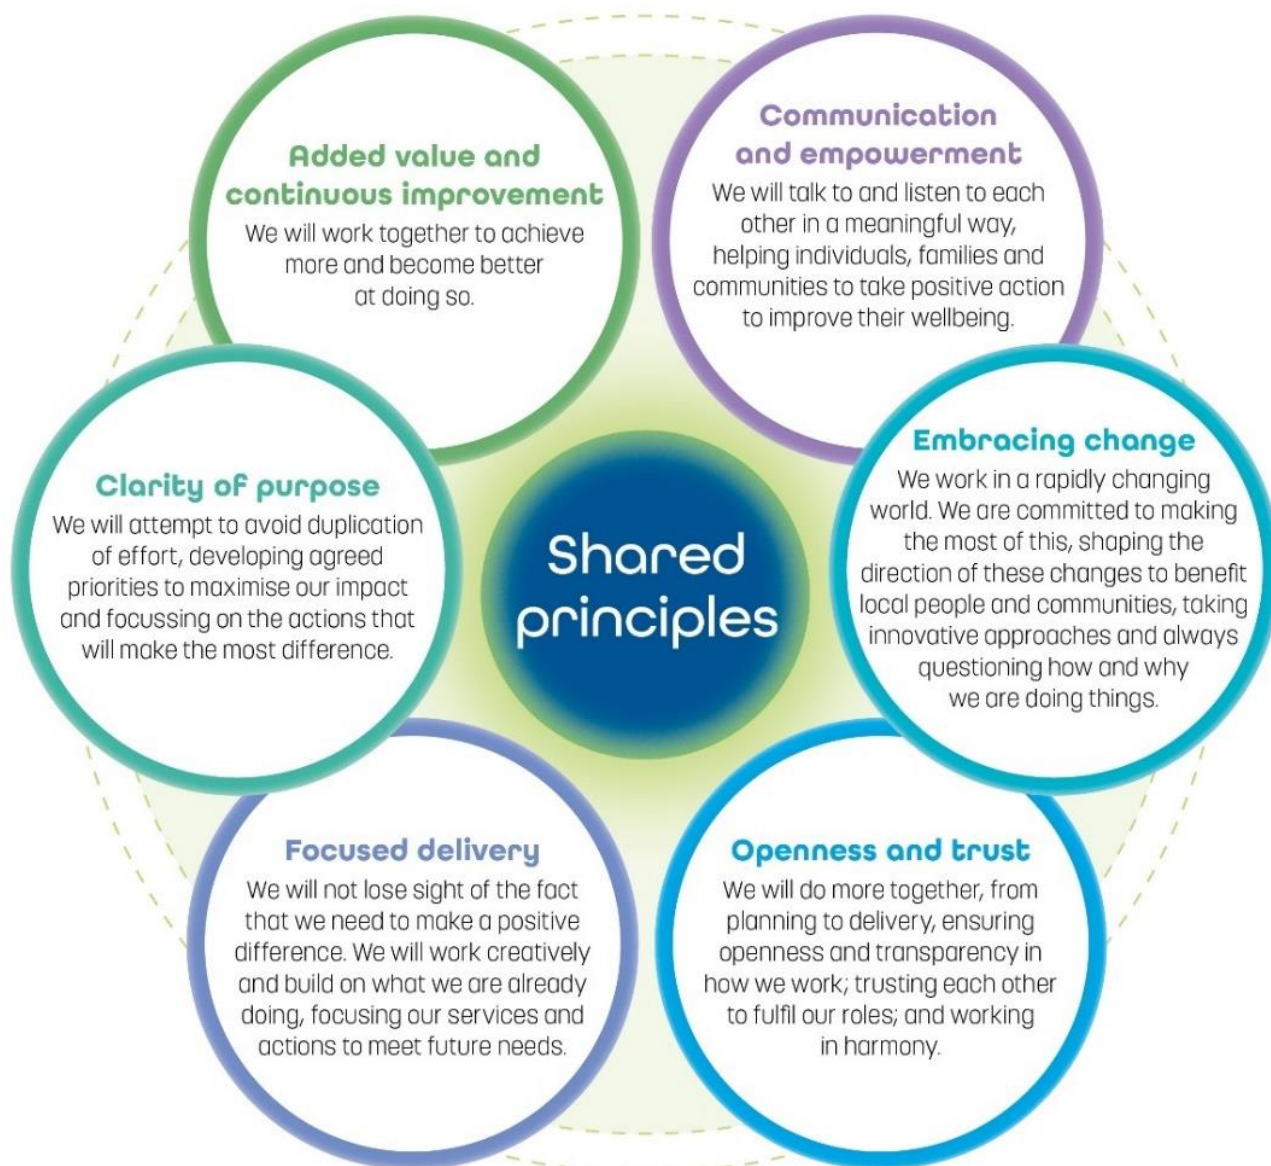 Added value and
continuous improvement
We will work together to achieve
more and become better
at doing so.
Communication
and empowerment
We will talk to and listen to each
other in a meaningful way,
helping individuals, families and
communities to take positive action
to improve their wellbeing.
Clarity of purpose
We will attempt to avoid duplication
of effort, developing agreed
priorities to maximise our impact
and focussing on the actions that
will make the most difference.
Shared
principles
Embracing change
We work in a rapidly changing
world. We are committed to making
the most of this, shaping the
direction of these changes to benefit
local people and communities, taking
innovative approaches and always
questioning how and why
we are doing things.
Focused delivery
We will not lose sight of the fact
that we need to make a positive
difference. We will work creatively
and build on what we are already
doing, focusing our services and
actions to meet future needs.
Openness and trust
We will do more together, from
planning to delivery, ensuring
openness and transparency in
how we work; trusting each other
to fulfil our roles; and working
in harmony.